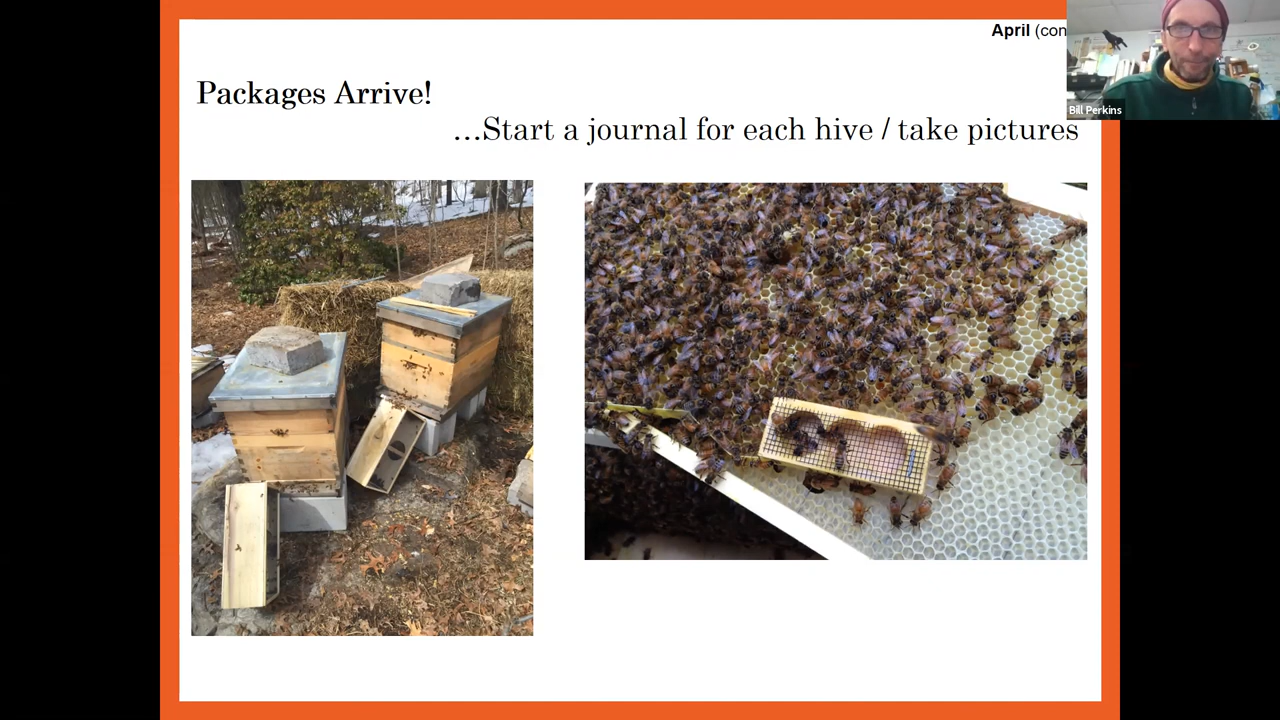 April (con
Bill Perkins
Packages Arrive!
...Start a journal for each hive / take pictures